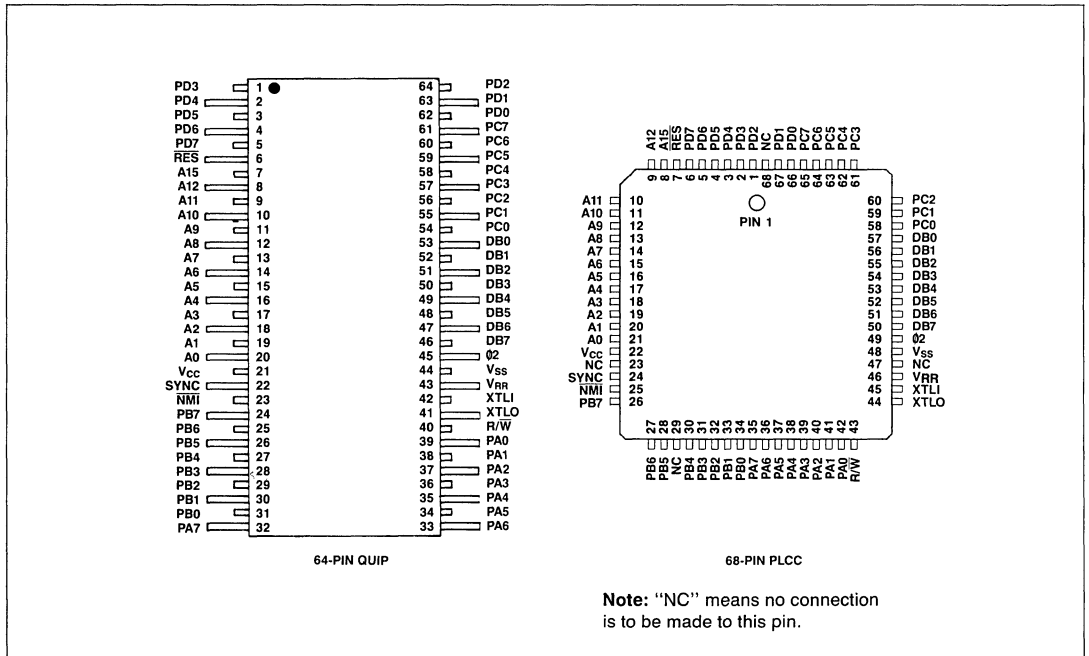 PD3 1 64 PD2
PD4 2 63 PD1
PD5 3 62 PD0
PD6 4 61 PC7
PD7 5 60 PC6
RES 6 59 PC5
A15 7 58 PC4
A12 8 57 PC3
A11 9 56 PC2
A10 10 55 PC1
A9 11 54 PC0
A8 12 53 DB0
A7 13 52 DB1
A6 14 51 DB2
A5 15 50 DB3
A4 16 49 DB4
A3 17 48 DB5
A2 18 47 DB6
A1 19 46 DB7
A0 20 45 Ø2
VCC 21 44 VSS
SYNC 22 43 VRR
NMI 23 42 XTLI
PB7 24 41 XTLO
PB6 25 40 R/W
PB5 26 39 PA0
PB4 27 38 PA1
PB3 28 37 PA2
PB2 29 36 PA3
PB1 30 35 PA4
PB0 31 34 PA5
PA7 32 33 PA6
64-PIN QUIP
A12 A15 RES PD7 PD6 PD5 PD4 PD3 PD2 NC PD1 PD0 PC7 PC6 PC5 PC4 PC3
9 8 7 6 5 4 3 2 1 68 67 66 65 64 63 62 61
PIN 1
A11 10 60 PC2
A10 11 59 PC1
A9 12 58 PC0
A8 13 57 DB0
A7 14 56 DB1
A6 15 55 DB2
A5 16 54 DB3
A4 17 53 DB4
A3 18 52 DB5
A2 19 51 DB6
A1 20 50 DB7
A0 21 49 Ø2
VCC 22 48 VSS
NC 23 47 NC
SYNC 24 46 VRR
NMI 25 45 XTLI
PB7 26 44 XTLO
27 28 29 30 31 32 33 34 35 36 37 38 39 40 41 42 43
PB6 PB5 NC PB4 PB3 PB2 PB1 PB0 PA7 PA6 PA5 PA4 PA3 PA2 PA1 PA0 R/W
68-PIN PLCC
Note: "NC" means no connection
is to be made to this pin.